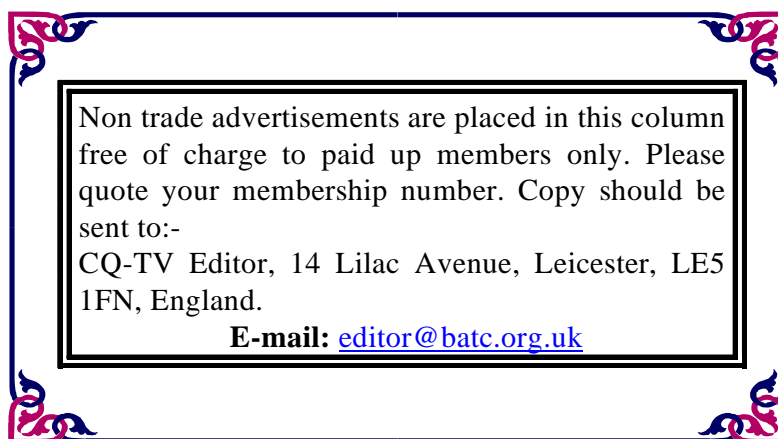 Non trade advertisements are placed in this column
free of charge to paid up members only. Please
quote your membership number. Copy should be
sent to:-
CQ-TV Editor, 14 Lilac Avenue, Leicester, LE5
1FN, England.
E-mail: editor@batc.org.uk